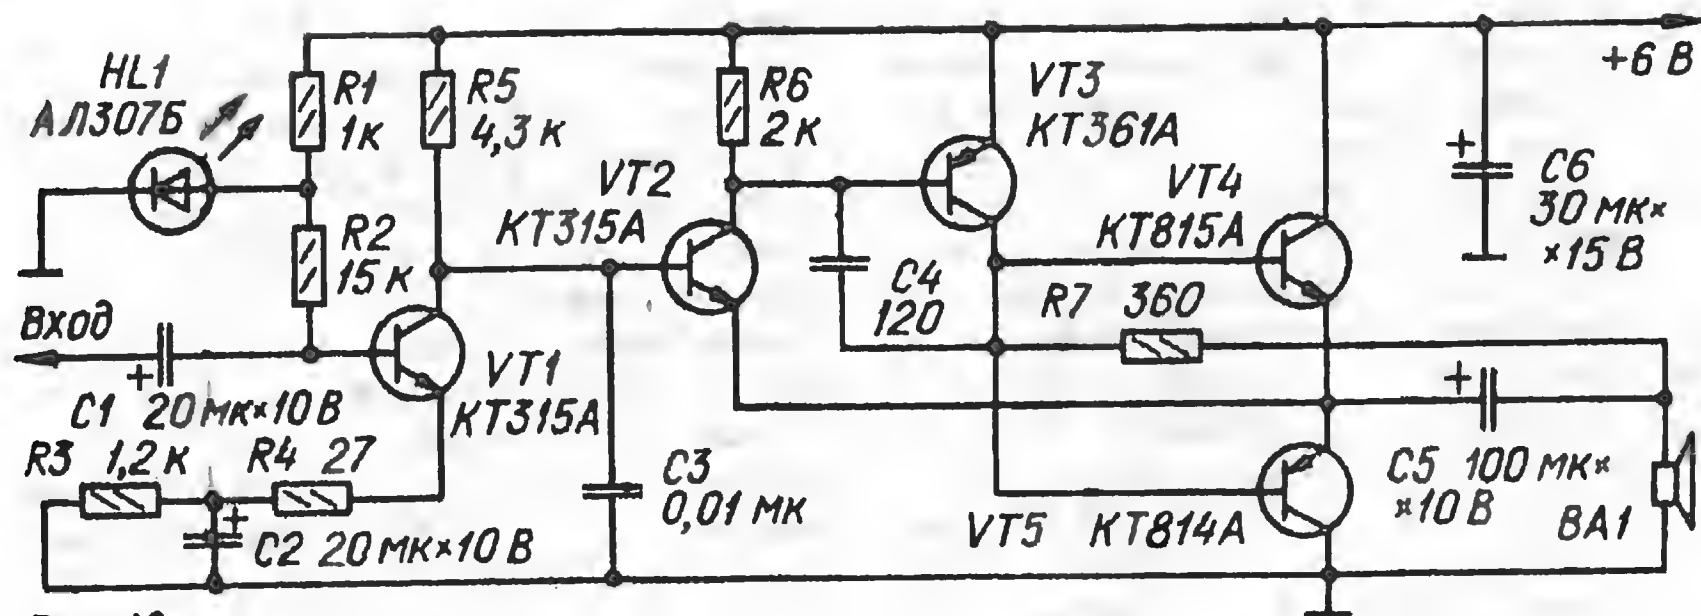 +6 В
HL1
АЛ307Б
R1
1к
R5
4,3 к
R6
2 к
VT3
КТ361А
C6
30 мк×
×15 В
VT2
КТ315А
VT4
КТ815А
R2
15 к
C4
120
R7 360
Вход
VT1
КТ315А
C1 20 мк×10 В
R3 1,2 к
R4 27
C3
0,01 мк
C5 100 мк×
×10 В
BA1
C2 20 мк×10 В
VT5 КТ814А